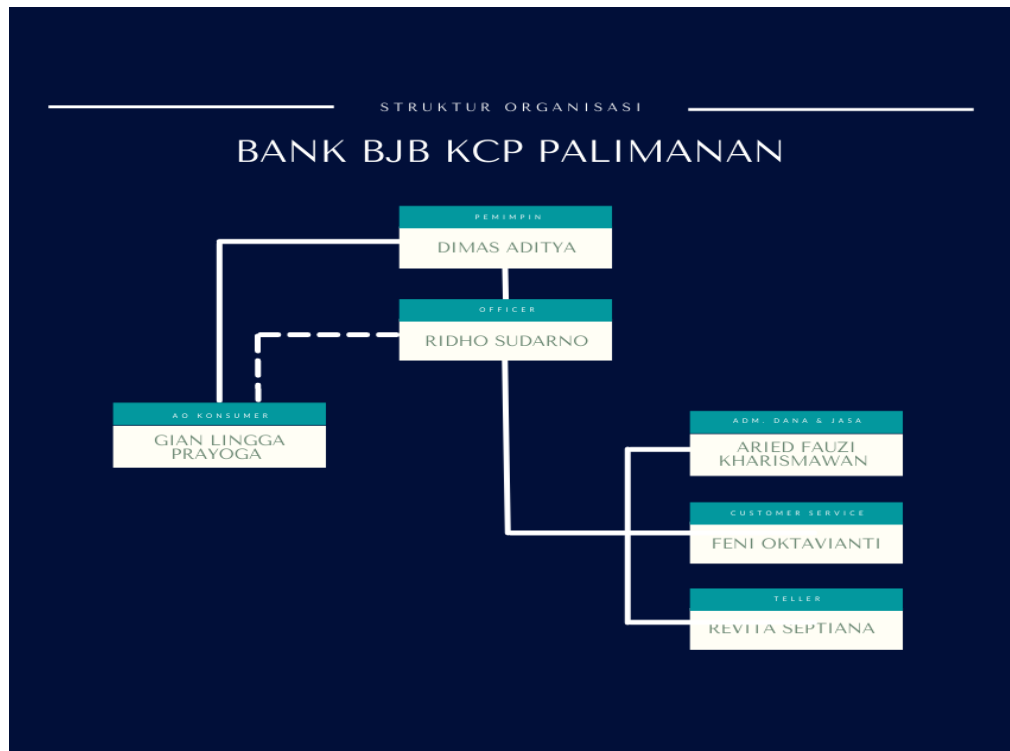 STRUKTUR ORGANISASI
BANK BJB KCP PALIMANAN
PEMIMPIN
DIMAS ADITYA
OFFICER
RIDHO SUDARNO
AO KONSUMER
GIAN LINGGA
PRAYOGA
ADM. DANA & JASA
ARIED FAUZI
KHARISMAWAN
CUSTOMER SERVICE
FENI OKTAVIANTI
TELLER
REVITA SEPTIANA